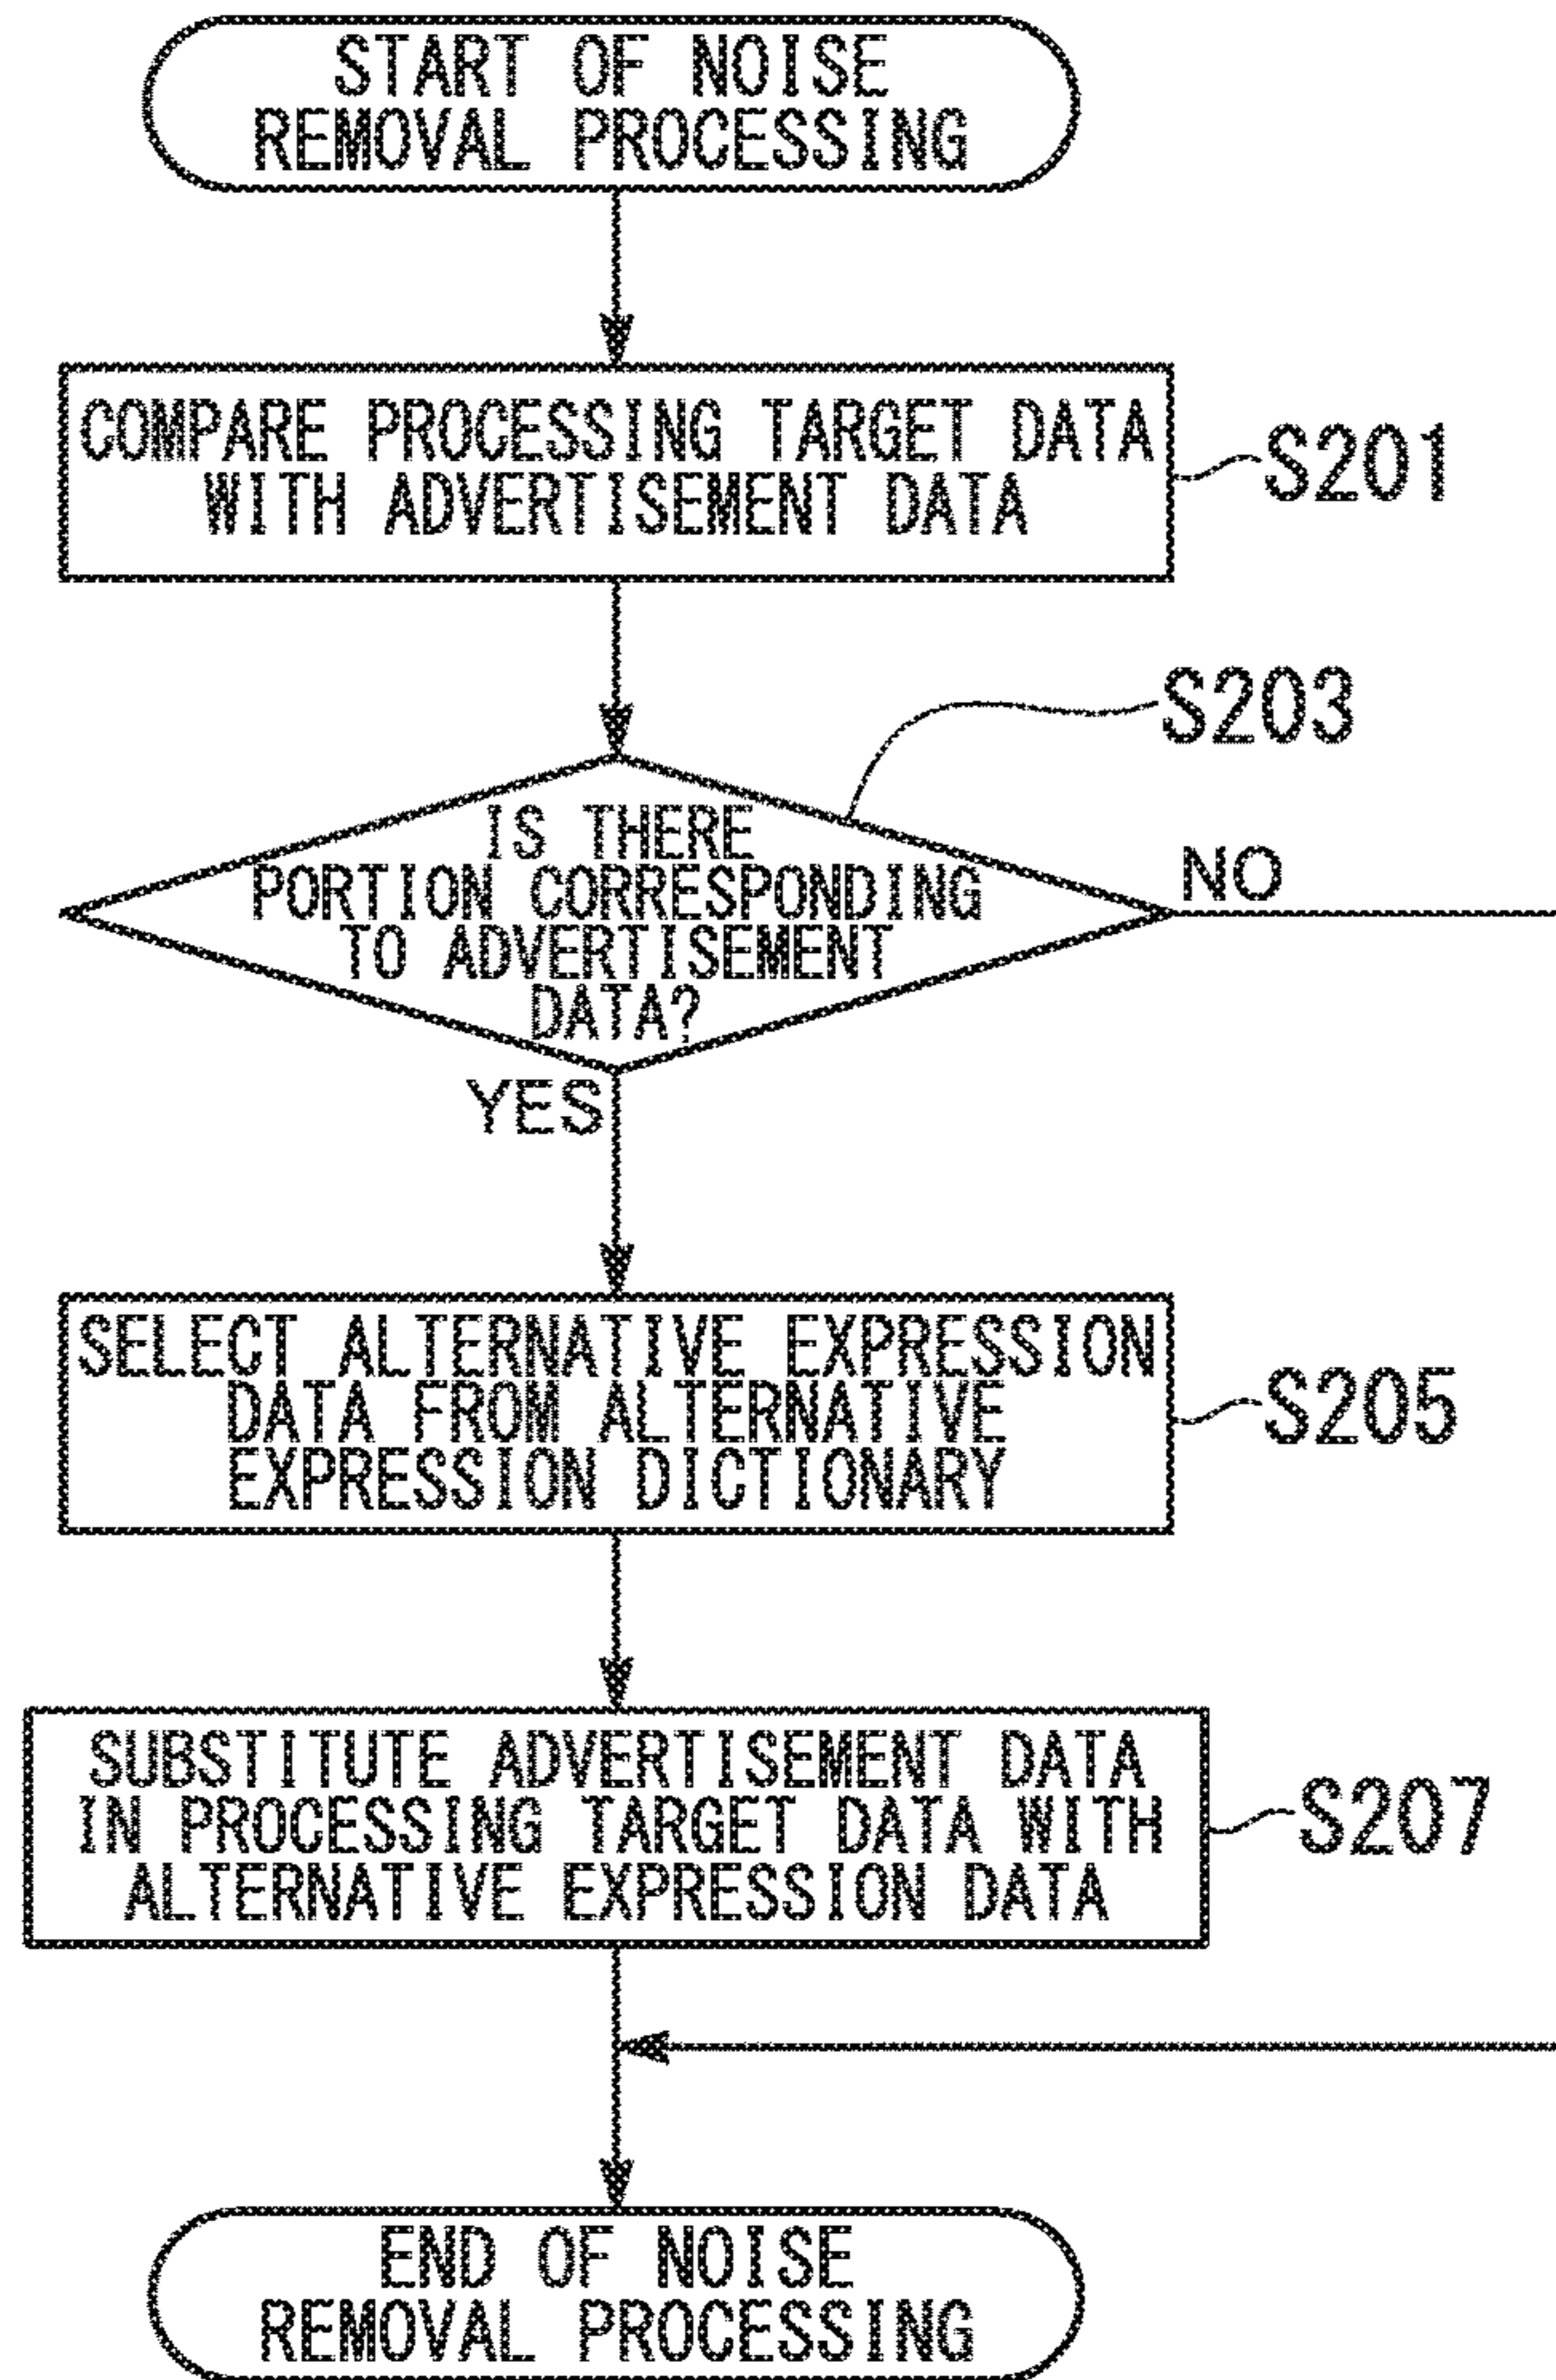 START OF NOISE
REMOVAL PROCESSING
COMPARE PROCESSING TARGET DATA
WITH ADVERTISEMENT DATA
S201
S203
IS THERE
PORTION CORRESPONDING
TO ADVERTISEMENT
DATA?
NO
YES
SELECT ALTERNATIVE EXPRESSION
DATA FROM ALTERNATIVE
EXPRESSION DICTIONARY
S205
SUBSTITUTE ADVERTISEMENT DATA
IN PROCESSING TARGET DATA WITH
ALTERNATIVE EXPRESSION DATA
S207
END OF NOISE
REMOVAL PROCESSING